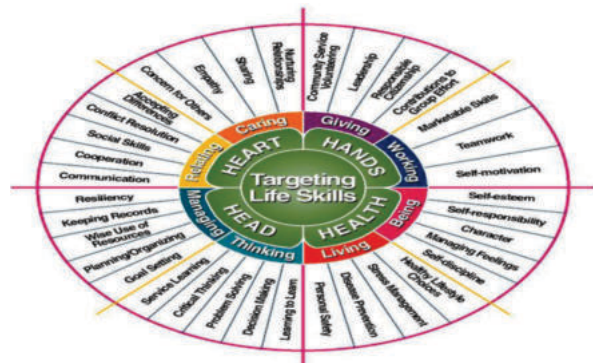 Nurturing
Relationships
Sharing
Empathy
Concern for Others
Accepting
Differences
Conflict Resolution
Social Skills
Cooperation
Communication
Community Service
Volunteering
Leadership
Responsible
Citizenship
Contributions to
Group Effort
Marketable Skills
Teamwork
Self-motivation
Caring
Giving
Relating
Working
HEART
HANDS
Targeting
Life Skills
HEAD
HEALTH
Managing
Being
Thinking
Living
Resiliency
Keeping Records
Wise Use of
Resources
Planning/Organizing
Goal Setting
Service Learning
Critical Thinking
Problem Solving
Decision Making
Learning to Learn
Self-esteem
Self-responsibility
Character
Managing Feelings
Self-discipline
Healthy Lifestyle
Choices
Stress Management
Disease Prevention
Personal Safety